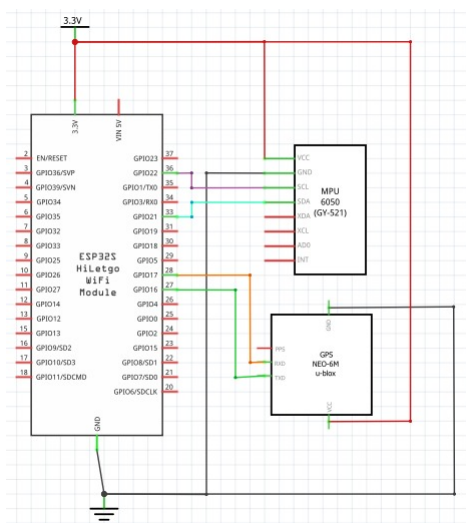 3.3V
3.3V
VIN 5V
2 EN/RESET
3 GPIO36/SVP
4 GPIO39/SVN
5 GPIO34
6 GPIO35
7 GPIO32
8 GPIO33
9 GPIO25
10 GPIO26
11 GPIO27
12 GPIO14
13 GPIO12
15 GPIO13
16 GPIO9/SD2
17 GPIO10/SD3
18 GPIO11/SDCMD
GPIO23 37
GPIO22 36
GPIO1/TX0 35
GPIO3/RX0 34
GPIO21 33
GPIO19 31
GPIO18 30
GPIO5 29
GPIO17 28
GPIO16 27
GPIO4 26
GPIO0 25
GPIO2 24
GPIO15 23
GPIO8/SD1 22
GPIO7/SD0 21
GPIO6/SDCLK 20
ESP32S
HiLetgo
WiFi
Module
GND
VCC
GND
SCL
SDA
XDA
XCL
AD0
INT
MPU
6050
(GY-521)
GND
PPS
RXD
TXD
GPS
NEO-6M
u-blox
VCC